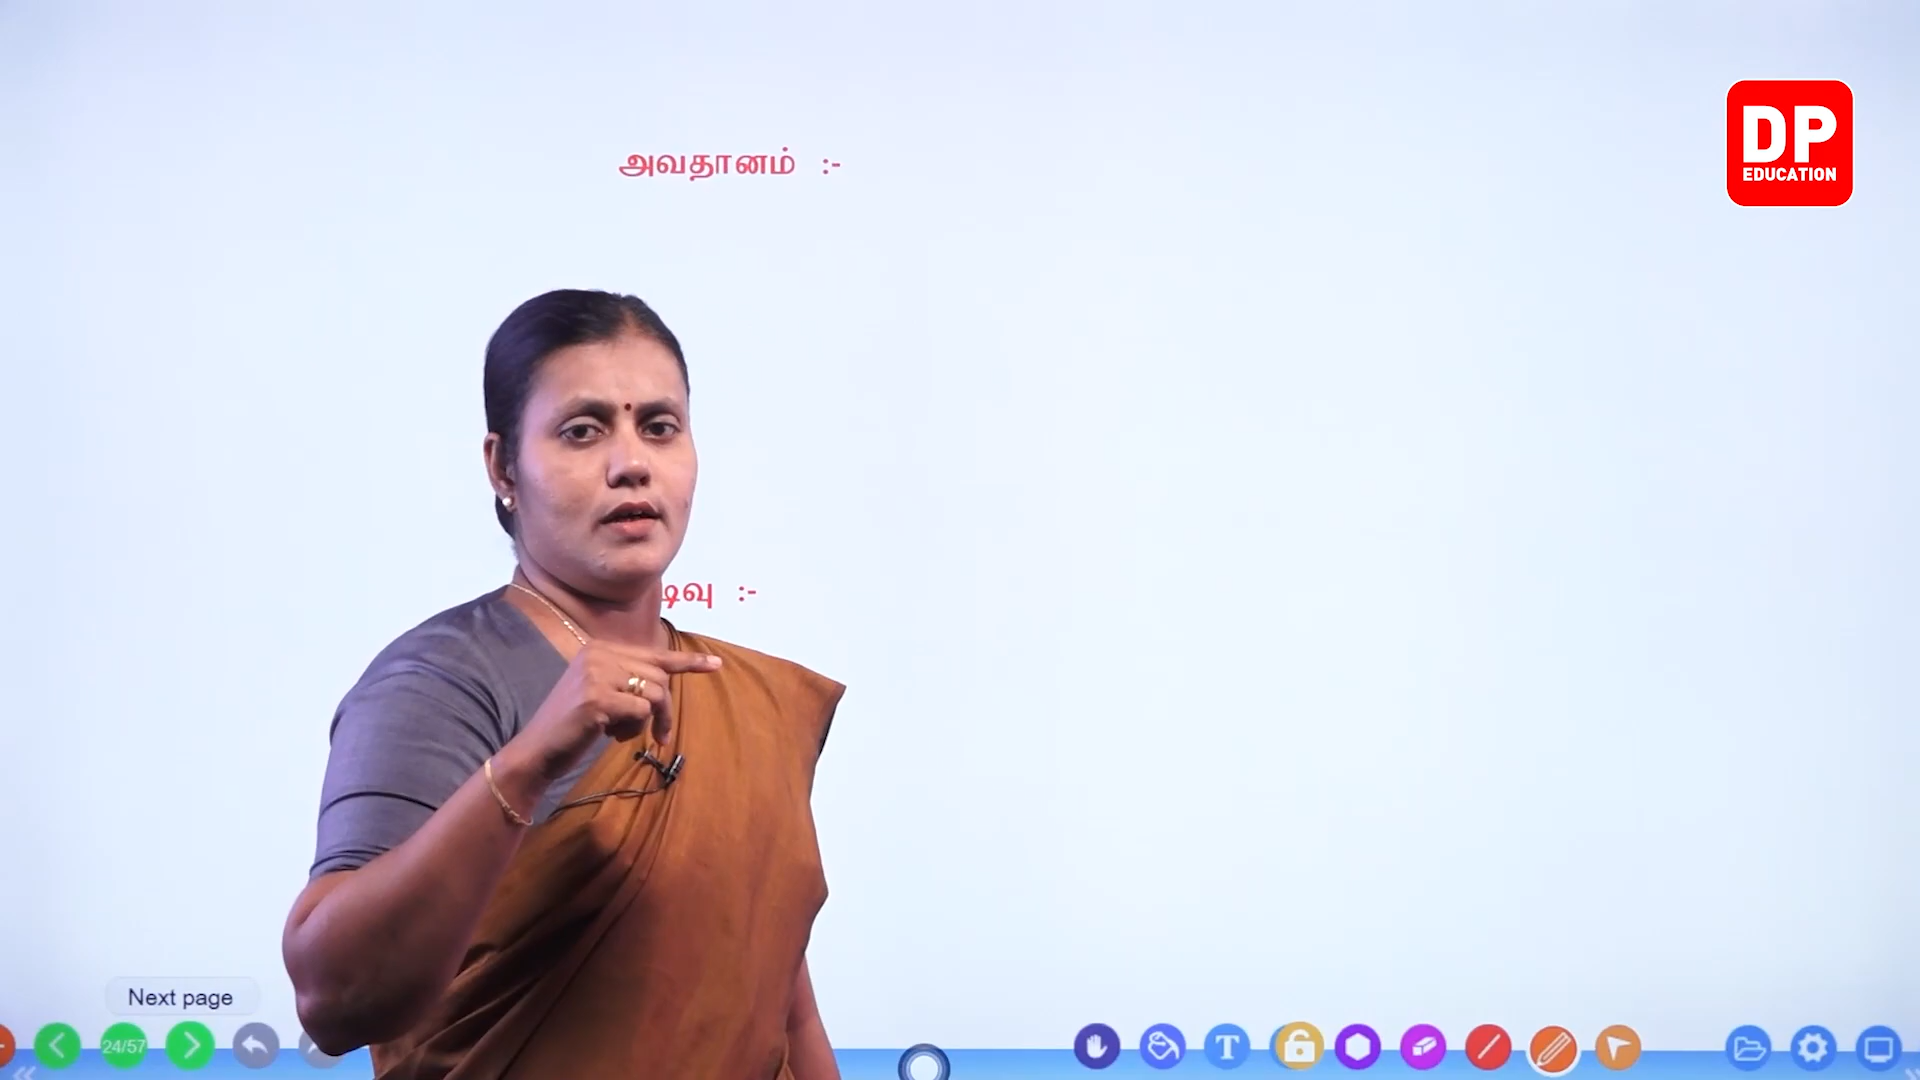 DP
EDUCATION
அவதானம் :-
டிவு :-
Next page
24/57
T